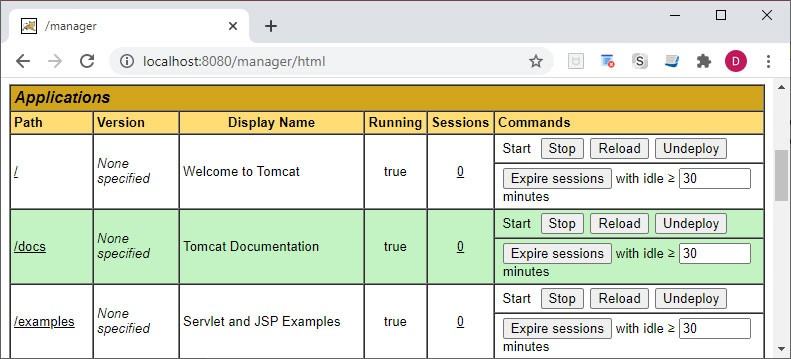 /manager
localhost:8080/manager/html
D
Applications
Path Version Display Name Running Sessions Commands
/ None specified Welcome to Tomcat true 0 Start Stop Reload Undeploy
Expire sessions with idle ≥ 30 minutes
/docs None specified Tomcat Documentation true 0 Start Stop Reload Undeploy
Expire sessions with idle ≥ 30 minutes
/examples None specified Servlet and JSP Examples true 0 Start Stop Reload Undeploy
Expire sessions with idle ≥ 30 minutes